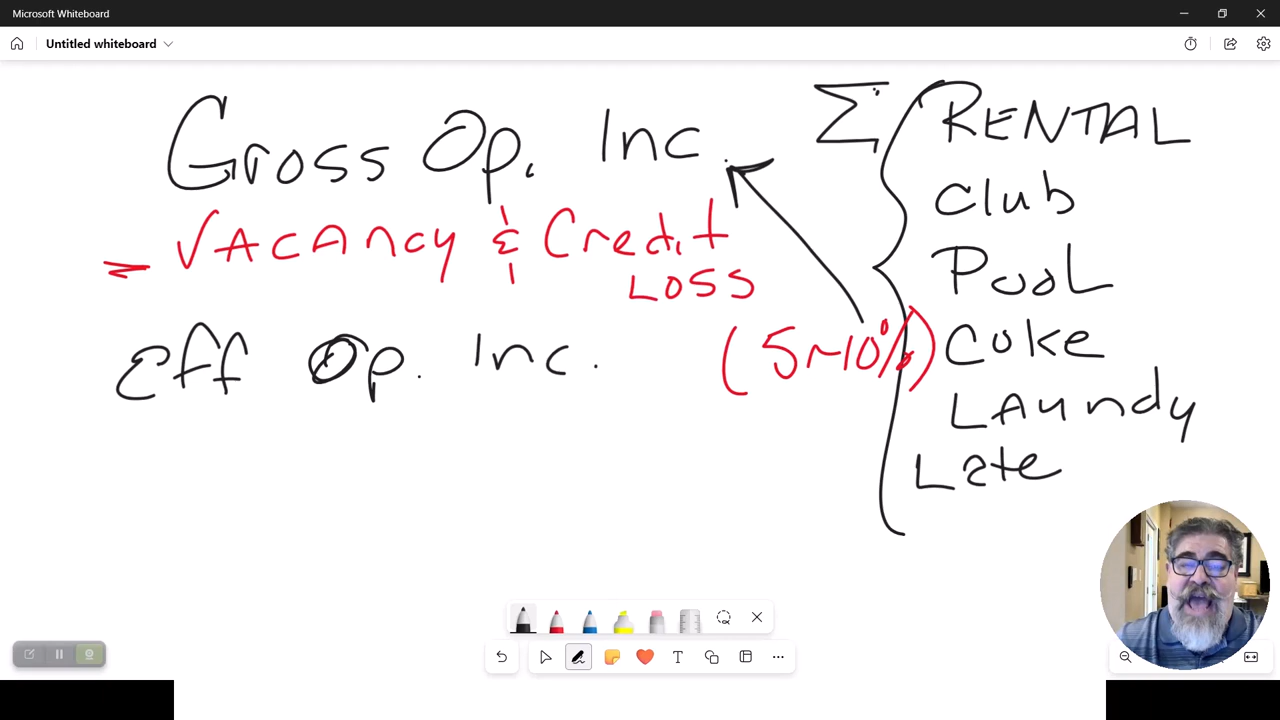 Microsoft Whiteboard
Untitled whiteboard
Gross Op. Inc.
- VACANCY & Credit
LOSS
(5~10%)
Eff Op. Inc.
Σ
RENTAL
Club
Pool
Coke
Laundy
Late